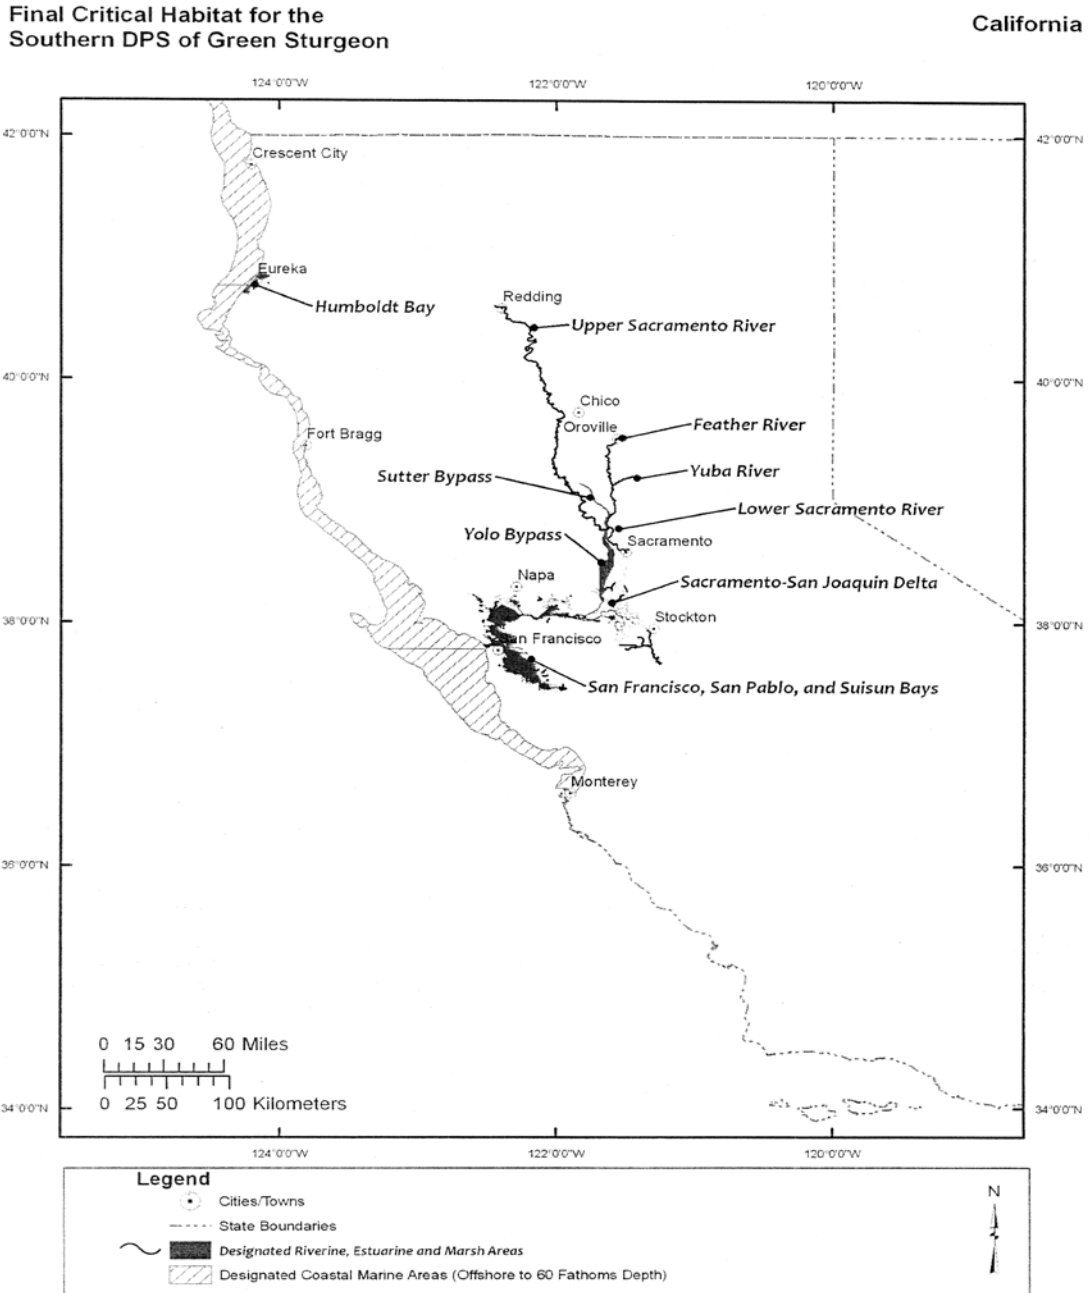 Final Critical Habitat for the
Southern DPS of Green Sturgeon
California
124°0'0"W
122°0'0"W
120°0'0"W
42°0'0"N
42°0'0"N
Crescent City
Eureka
Humboldt Bay
Redding
Upper Sacramento River
40°0'0"N
40°0'0"N
Chico
Oroville
Feather River
Fort Bragg
Sutter Bypass
Yuba River
Lower Sacramento River
Yolo Bypass
Sacramento
Napa
Sacramento-San Joaquin Delta
38°0'0"N
38°0'0"N
Stockton
San Francisco
San Francisco, San Pablo, and Suisun Bays
Monterey
36°0'0"N
36°0'0"N
0 15 30 60 Miles
0 25 50 100 Kilometers
34°0'0"N
34°0'0"N
124°0'0"W
122°0'0"W
120°0'0"W
Legend
Cities/Towns
State Boundaries
Designated Riverine, Estuarine and Marsh Areas
Designated Coastal Marine Areas (Offshore to 60 Fathoms Depth)
N